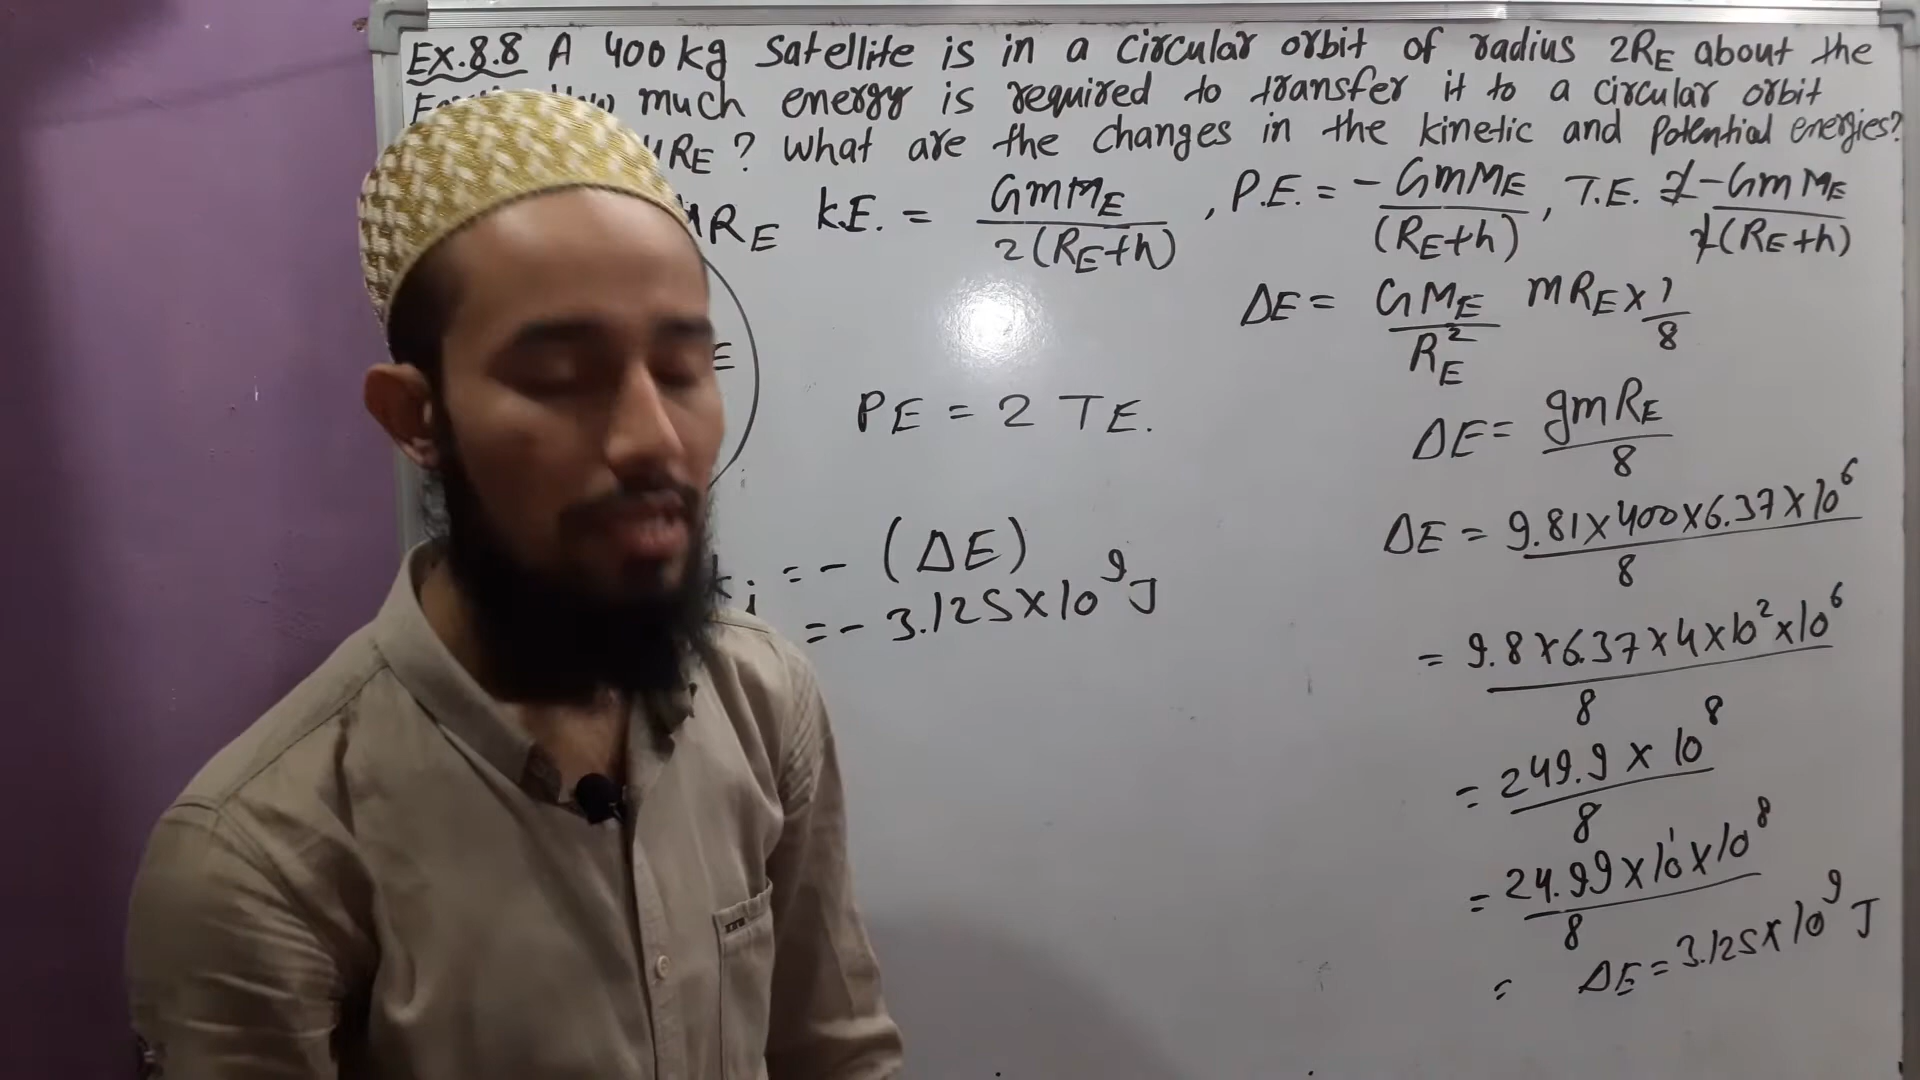 Ex.8.8 A 400 kg Satellite is in a circular orbit of radius 2RE about the
much energy is required to transfer it to a circular orbit
RE ? What are the changes in the kinetic and Potential energies?
RE K.E. = GmME / 2(RE+h) , P.E. = - GmME / (RE+h) , T.E. = - GmME / 2(RE+h)
ΔE = GME / RE² mRE × 1/8
PE = 2 TE.
ΔE = gmRE / 8
ΔE = 9.81×400×6.37×10⁶ / 8
i = - (ΔE)
= - 3.125×10⁹ J
= 9.8×6.37×4×10²×10⁶ / 8
= 249.9 × 10⁸ / 8
= 24.99×10¹×10⁸ / 8
= ΔE = 3.125×10⁹ J